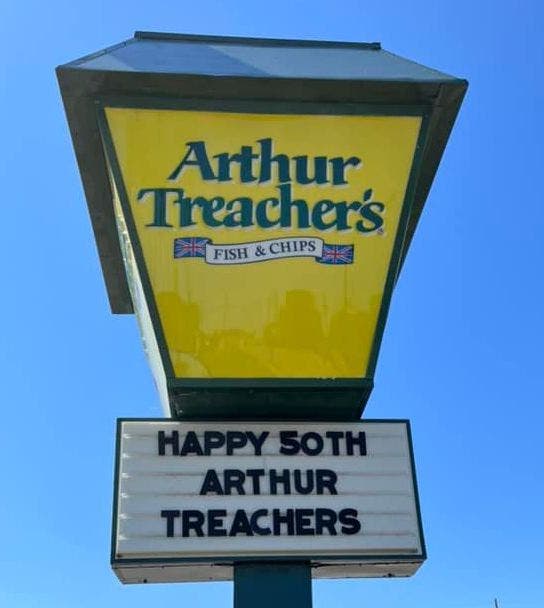 Arthur
Treacher's
FISH & CHIPS
HAPPY 50TH
ARTHUR
TREACHERS